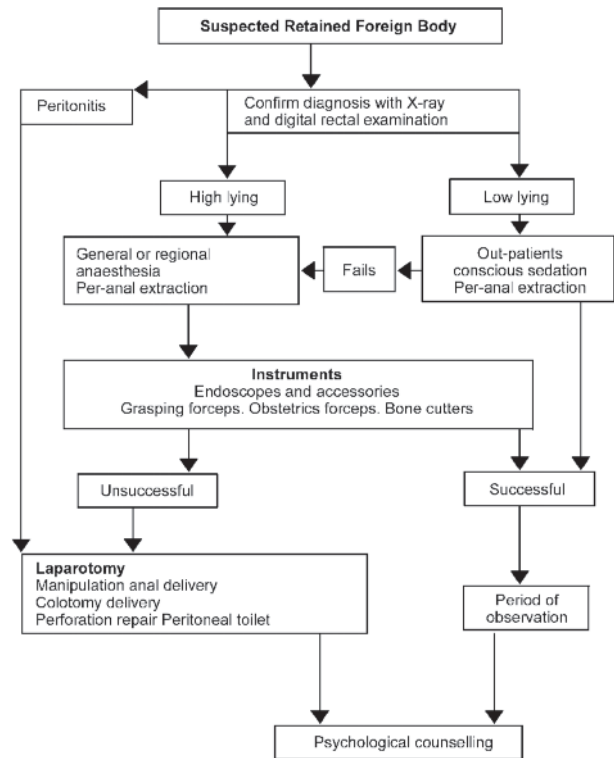 Suspected Retained Foreign Body
Peritonitis
Confirm diagnosis with X-ray
and digital rectal examination
High lying
Low lying
General or regional
anaesthesia
Per-anal extraction
Fails
Out-patients
conscious sedation
Per-anal extraction
Instruments
Endoscopes and accessories
Grasping forceps. Obstetrics forceps. Bone cutters
Unsuccessful
Successful
Laparotomy
Manipulation anal delivery
Colotomy delivery
Perforation repair Peritoneal toilet
Period of
observation
Psychological counselling